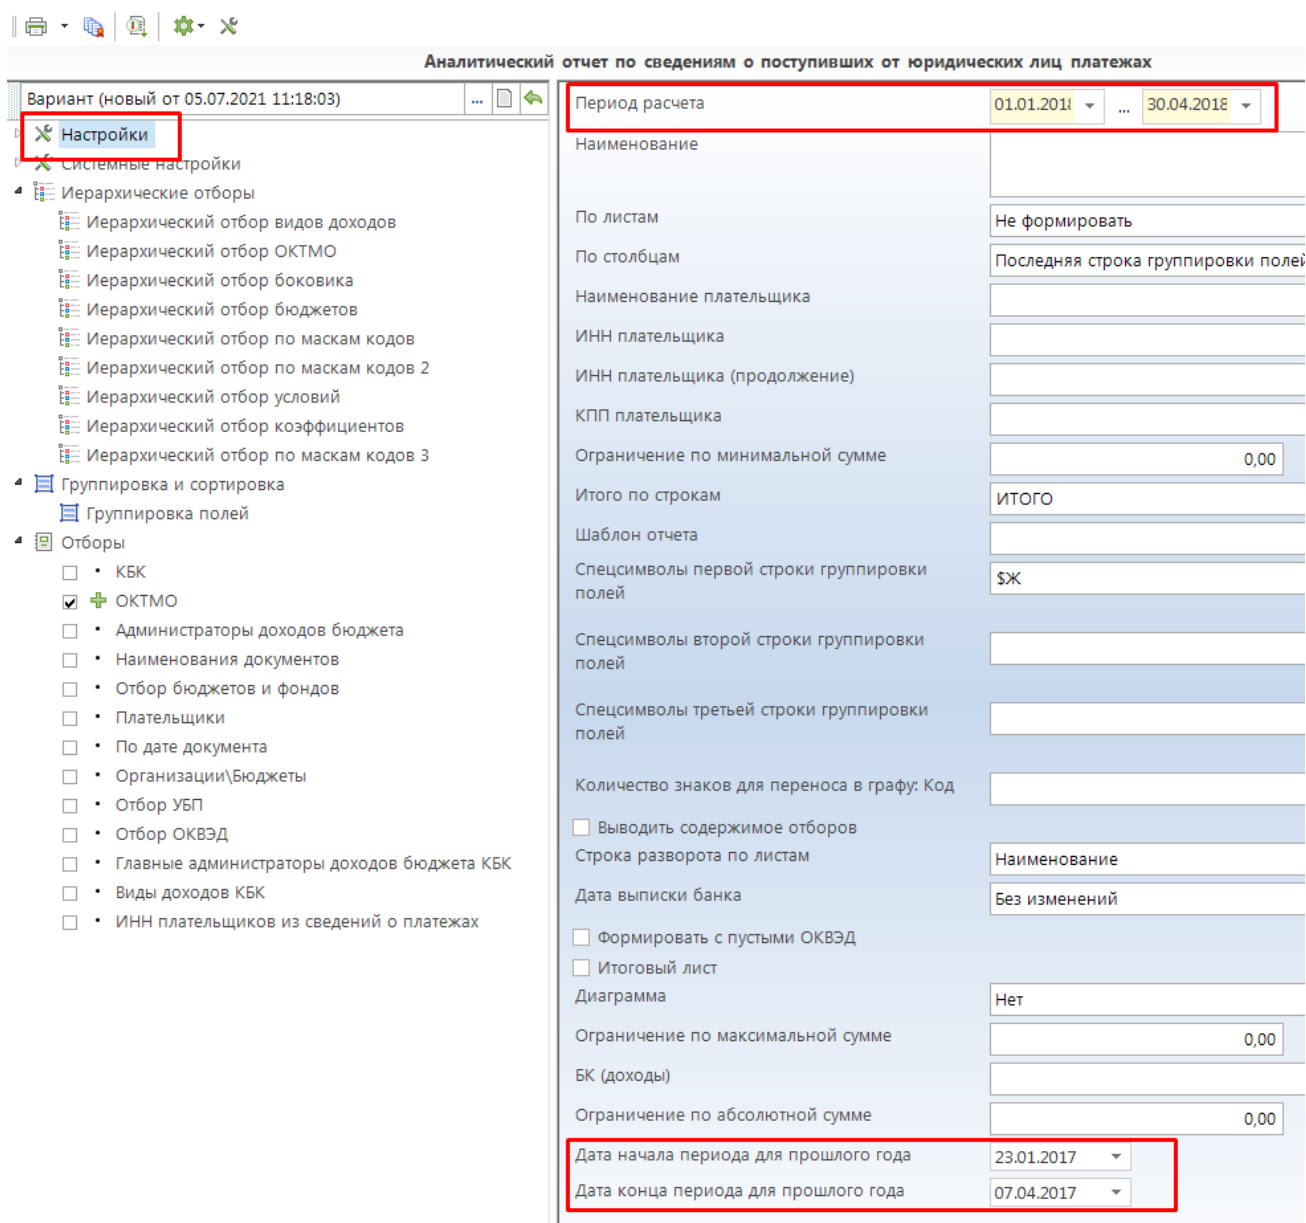 Аналитический отчет по сведениям о поступивших от юридических лиц платежах
Вариант (новый от 05.07.2021 11:18:03)
...
Настройки
Системные настройки
Иерархические отборы
Иерархический отбор видов доходов
Иерархический отбор ОКТМО
Иерархический отбор боковика
Иерархический отбор бюджетов
Иерархический отбор по маскам кодов
Иерархический отбор по маскам кодов 2
Иерархический отбор условий
Иерархический отбор коэффициентов
Иерархический отбор по маскам кодов 3
Группировка и сортировка
Группировка полей
Отборы
КБК
ОКТМО
Администраторы доходов бюджета
Наименования документов
Отбор бюджетов и фондов
Плательщики
По дате документа
Организации\Бюджеты
Отбор УБП
Отбор ОКВЭД
Главные администраторы доходов бюджета КБК
Виды доходов КБК
ИНН плательщиков из сведений о платежах
Период расчета 01.01.2018 ... 30.04.2018
Наименование
По листам Не формировать
По столбцам Последняя строка группировки полей
Наименование плательщика
ИНН плательщика
ИНН плательщика (продолжение)
КПП плательщика
Ограничение по минимальной сумме 0,00
Итого по строкам ИТОГО
Шаблон отчета
Спецсимволы первой строки группировки
полей $Ж
Спецсимволы второй строки группировки
полей
Спецсимволы третьей строки группировки
полей
Количество знаков для переноса в графу: Код
Выводить содержимое отборов
Строка разворота по листам Наименование
Дата выписки банка Без изменений
Формировать с пустыми ОКВЭД
Итоговый лист
Диаграмма Нет
Ограничение по максимальной сумме 0,00
БК (доходы)
Ограничение по абсолютной сумме 0,00
Дата начала периода для прошлого года 23.01.2017
Дата конца периода для прошлого года 07.04.2017